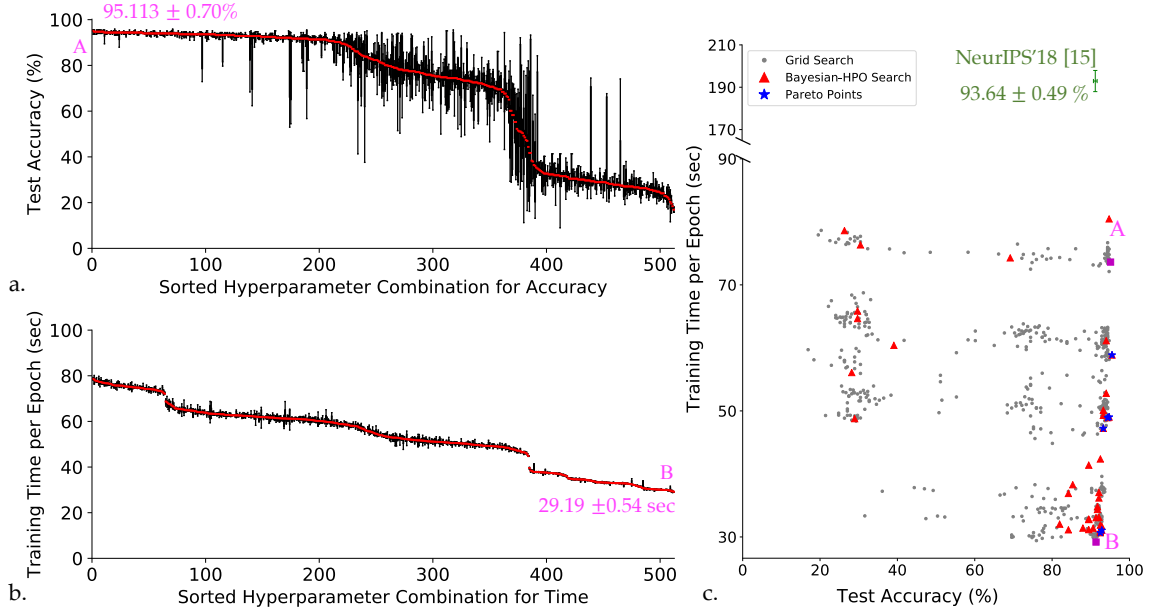 95.113 ± 0.70%
A
100
80
60
40
20
0
Test Accuracy (%)
0 100 200 300 400 500
Sorted Hyperparameter Combination for Accuracy
a.
100
80
60
40
20
0
Training Time per Epoch (sec)
B
29.19 ±0.54 sec
0 100 200 300 400 500
Sorted Hyperparameter Combination for Time
b.
210
190
170
90
70
50
30
Training Time per Epoch (sec)
Grid Search
Bayesian-HPO Search
Pareto Points
NeurIPS'18 [15]
93.64 ± 0.49 %
A
B
0 20 40 60 80 100
Test Accuracy (%)
c.